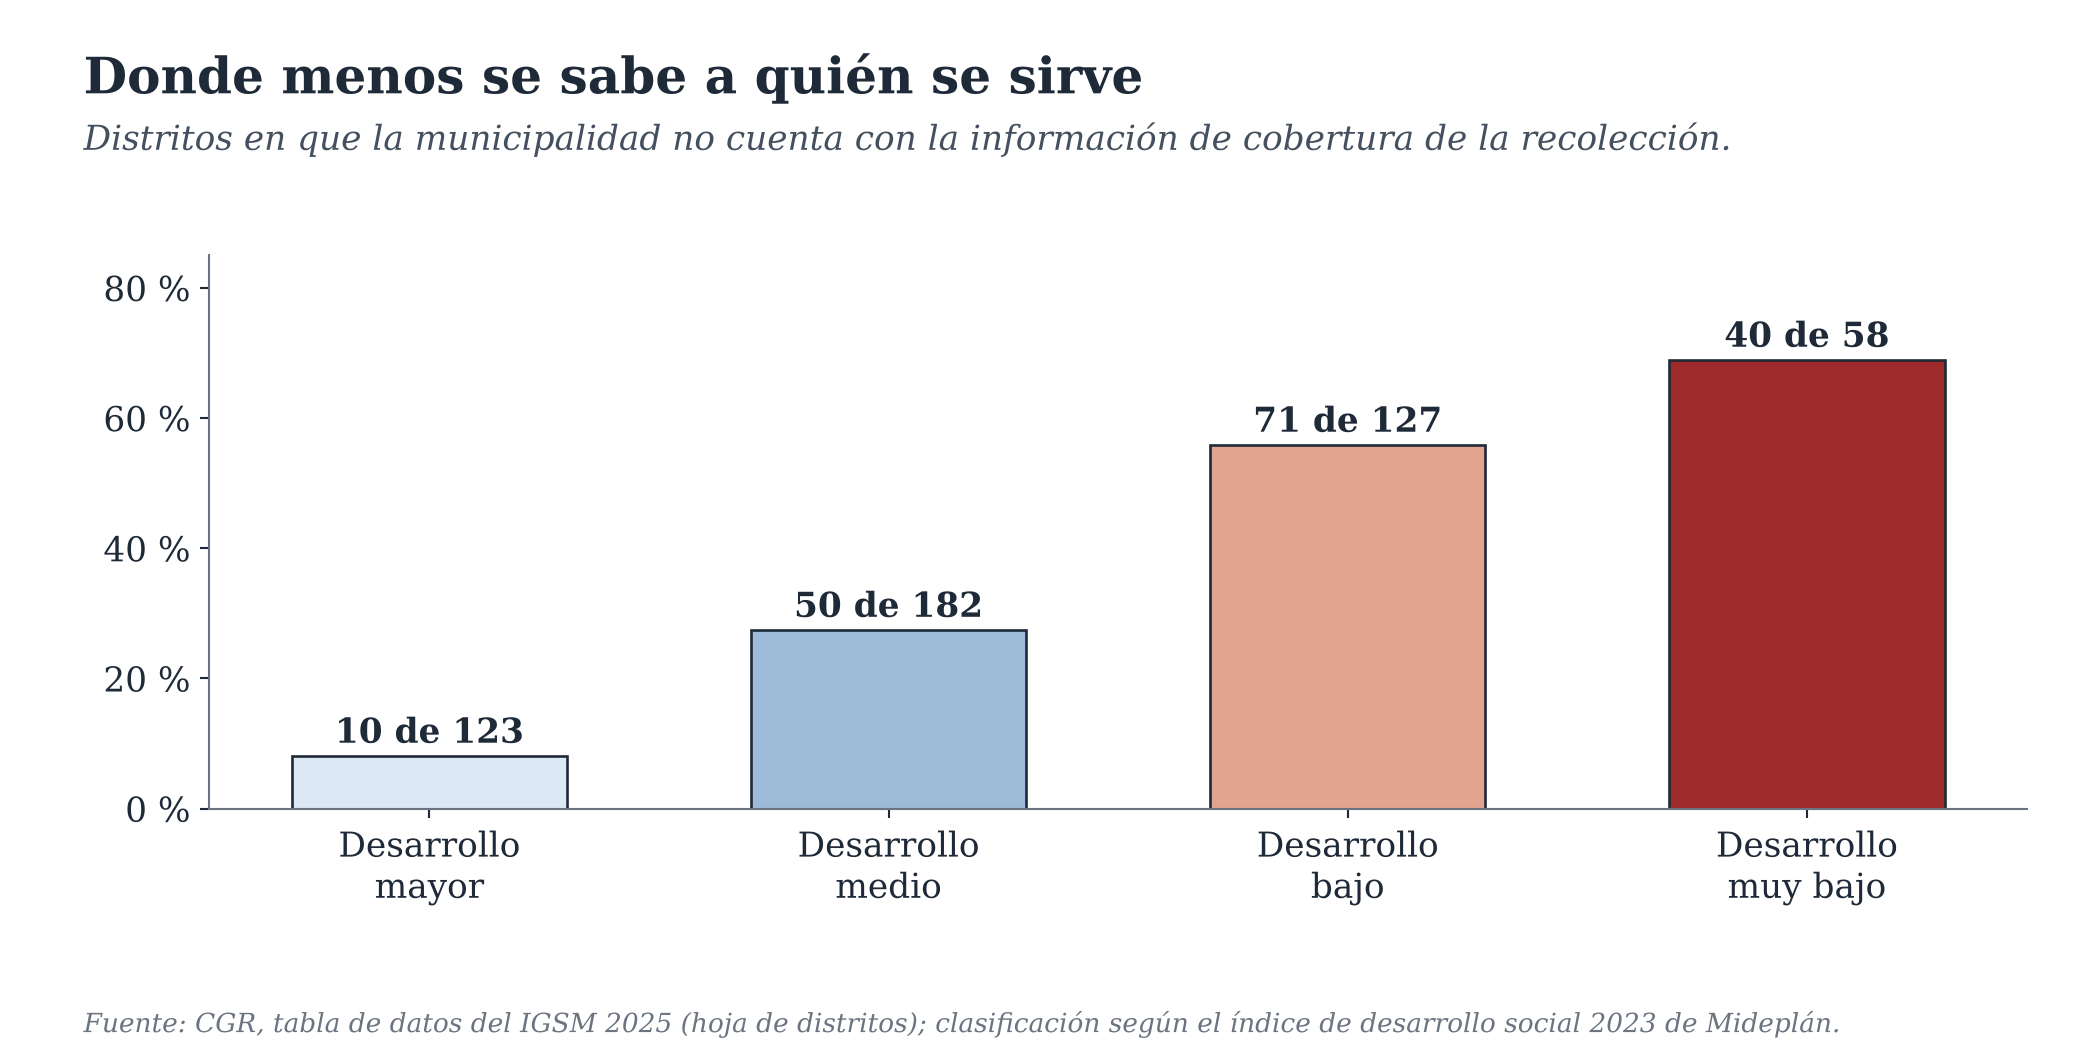 Donde menos se sabe a quién se sirve
Distritos en que la municipalidad no cuenta con la información de cobertura de la recolección.
80 %
60 %
40 %
20 %
0 %
10 de 123
50 de 182
71 de 127
40 de 58
Desarrollo
mayor
Desarrollo
medio
Desarrollo
bajo
Desarrollo
muy bajo
Fuente: CGR, tabla de datos del IGSM 2025 (hoja de distritos); clasificación según el índice de desarrollo social 2023 de Mideplán.